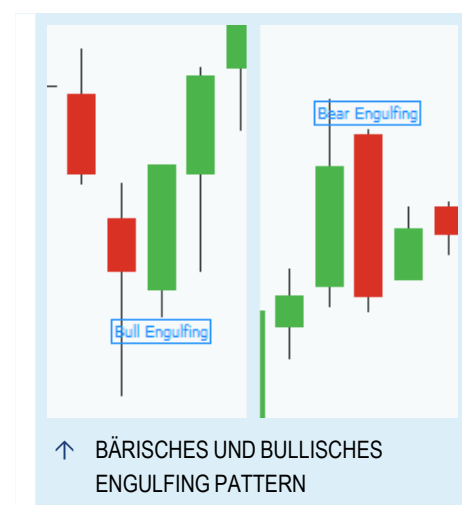 Bear Engulfing
Bull Engulfing
↑ BÄRISCHES UND BULLISCHES
ENGULFING PATTERN